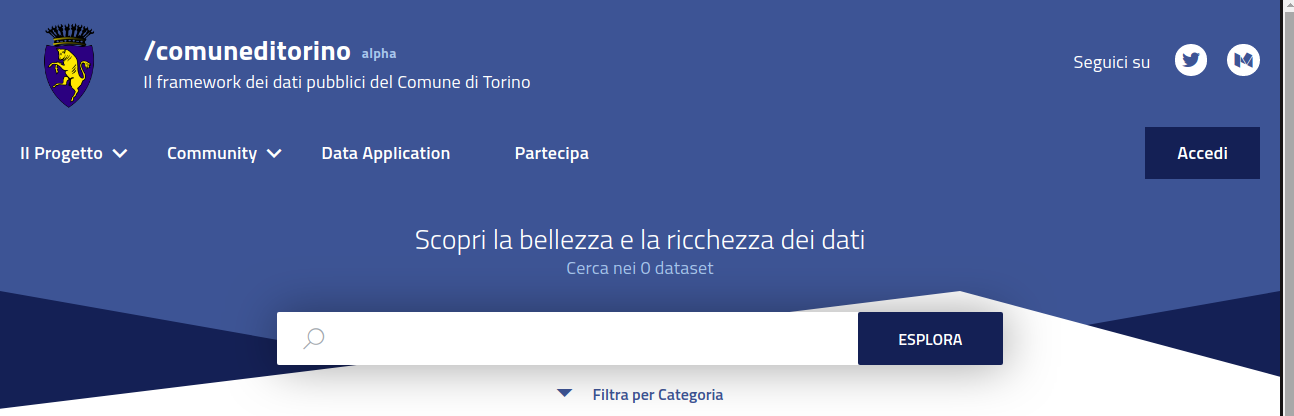 /comuneditorino alpha
Il framework dei dati pubblici del Comune di Torino
Seguici su
Il Progetto Community Data Application Partecipa Accedi
Scopri la bellezza e la ricchezza dei dati
Cerca nei 0 dataset
ESPLORA
Filtra per Categoria